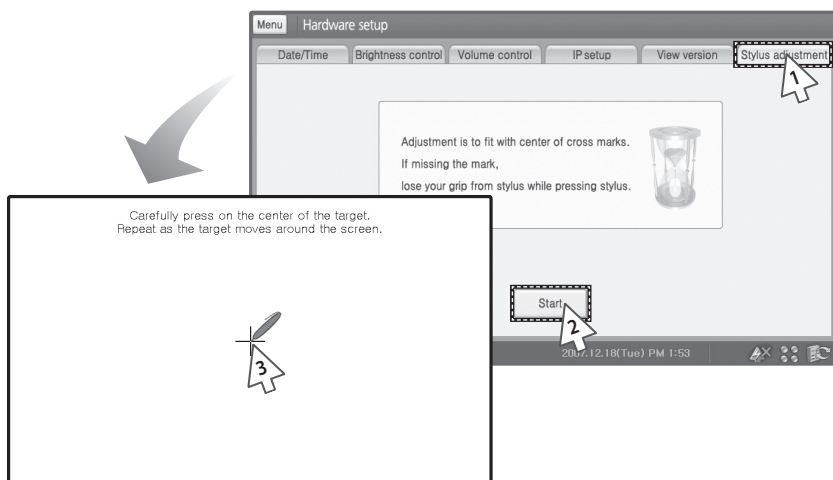 Menu Hardware setup
Date/Time Brightness control Volume control IP setup View version Stylus adjustment
1
Adjustment is to fit with center of cross marks.
If missing the mark,
lose your grip from stylus while pressing stylus.
Carefully press on the center of the target.
Repeat as the target moves around the screen.
Start
2
2007.12.18(Tue) PM 1:53
3